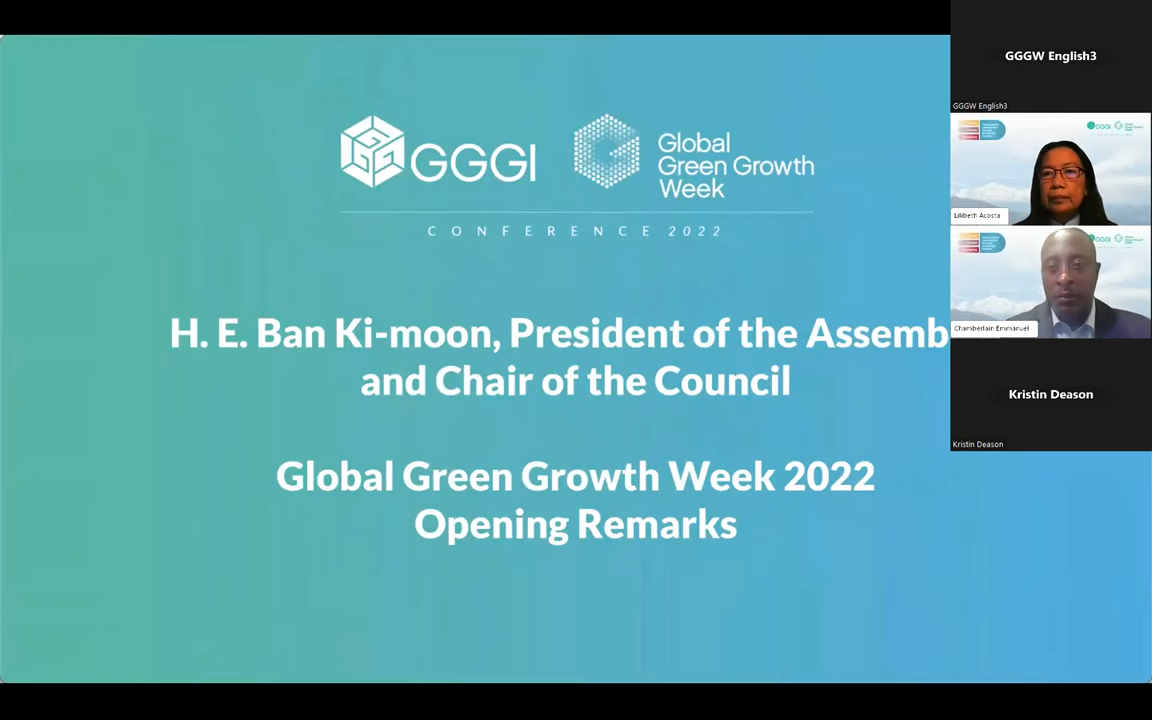 GGGI
Global
Green Growth
Week
CONFERENCE 2022
H. E. Ban Ki-moon, President of the Assemb
and Chair of the Council
Global Green Growth Week 2022
Opening Remarks
GGGW English3
GGGW English3
GGGI
Lilibeth Acosta
GGGI
Chamberlain Emmanuel
Kristin Deason
Kristin Deason